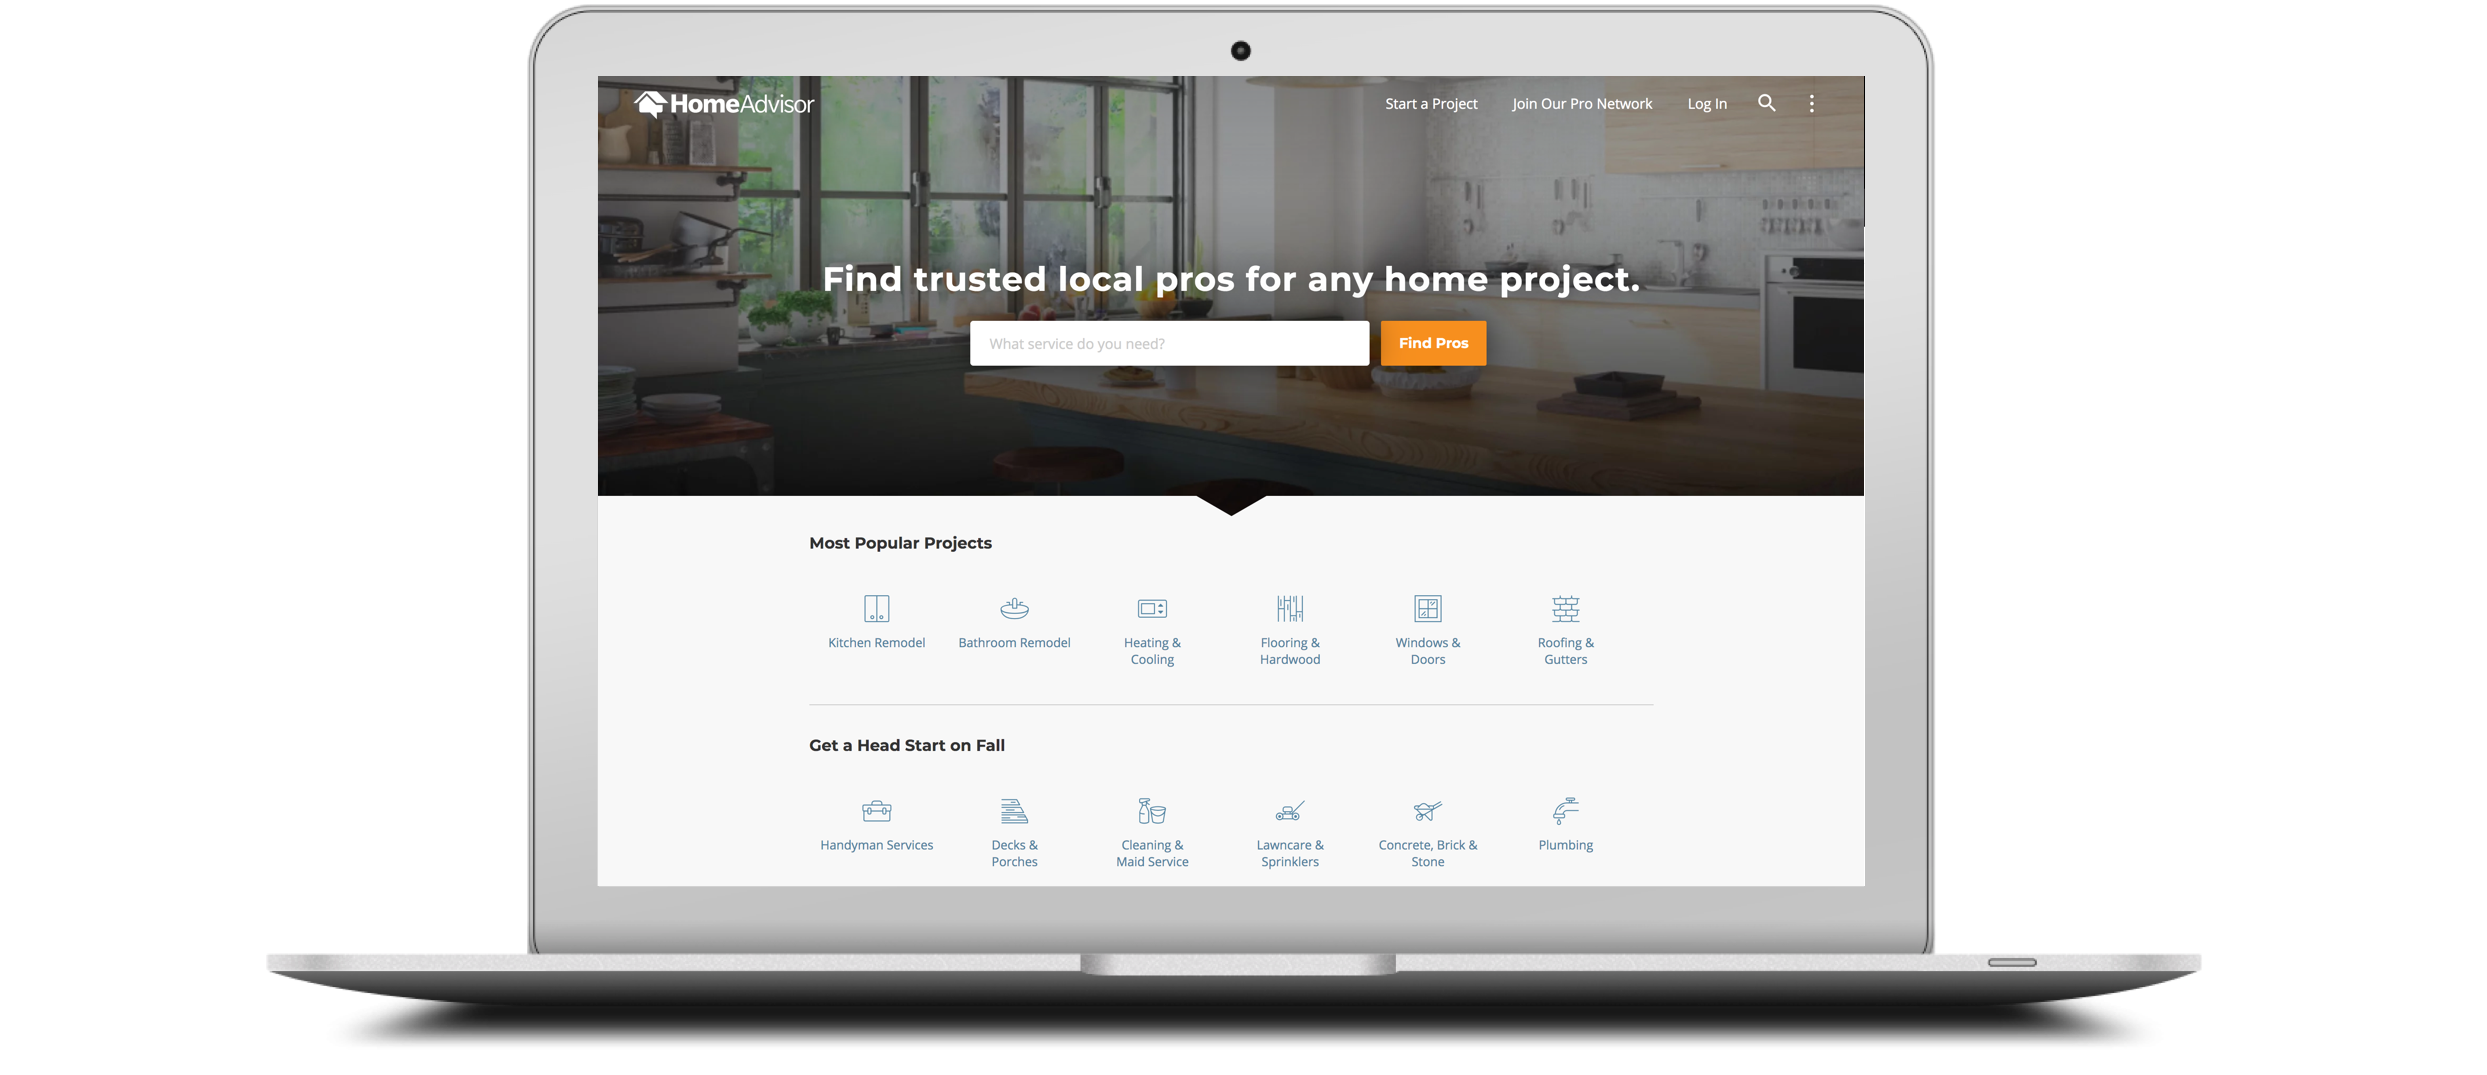 HomeAdvisor
Start a Project
Join Our Pro Network
Log In
Find trusted local pros for any home project.
What service do you need?
Find Pros
Most Popular Projects
Kitchen Remodel
Bathroom Remodel
Heating &
Cooling
Flooring &
Hardwood
Windows &
Doors
Roofing &
Gutters
Get a Head Start on Fall
Handyman Services
Decks &
Porches
Cleaning &
Maid Service
Lawncare &
Sprinklers
Concrete, Brick &
Stone
Plumbing